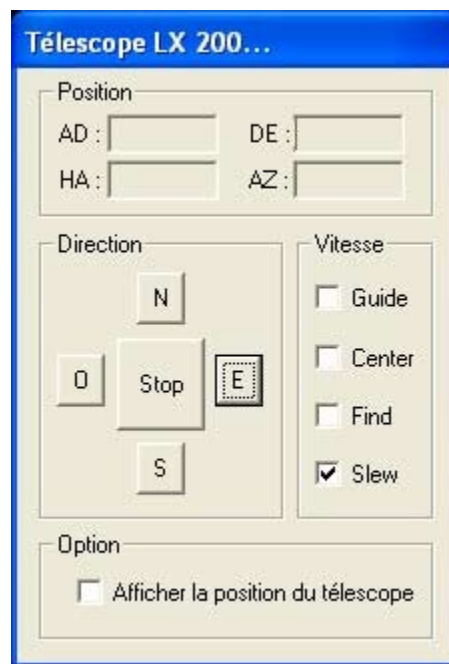 Télescope LX 200...
Position
AD : DE :
HA : AZ :
Direction
N
O Stop E
S
Vitesse
Guide
Center
Find
Slew
Option
Afficher la position du télescope